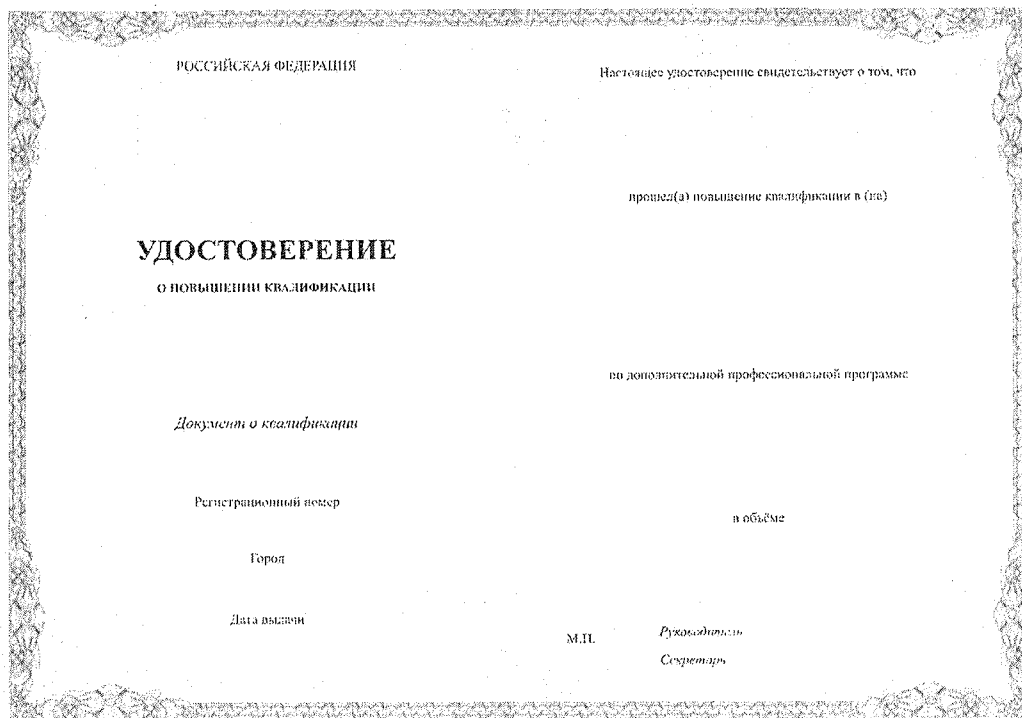 РОССИЙСКАЯ ФЕДЕРАЦИЯ
УДОСТОВЕРЕНИЕ
О ПОВЫШЕНИИ КВАЛИФИКАЦИИ
Документ о квалификации
Регистрационный номер
Город
Дата выдачи
Настоящее удостоверение свидетельствует о том, что
прошел(а) повышение квалификации в (на)
по дополнительной профессиональной программе
в объёме
М.П.
Руководитель
Секретарь